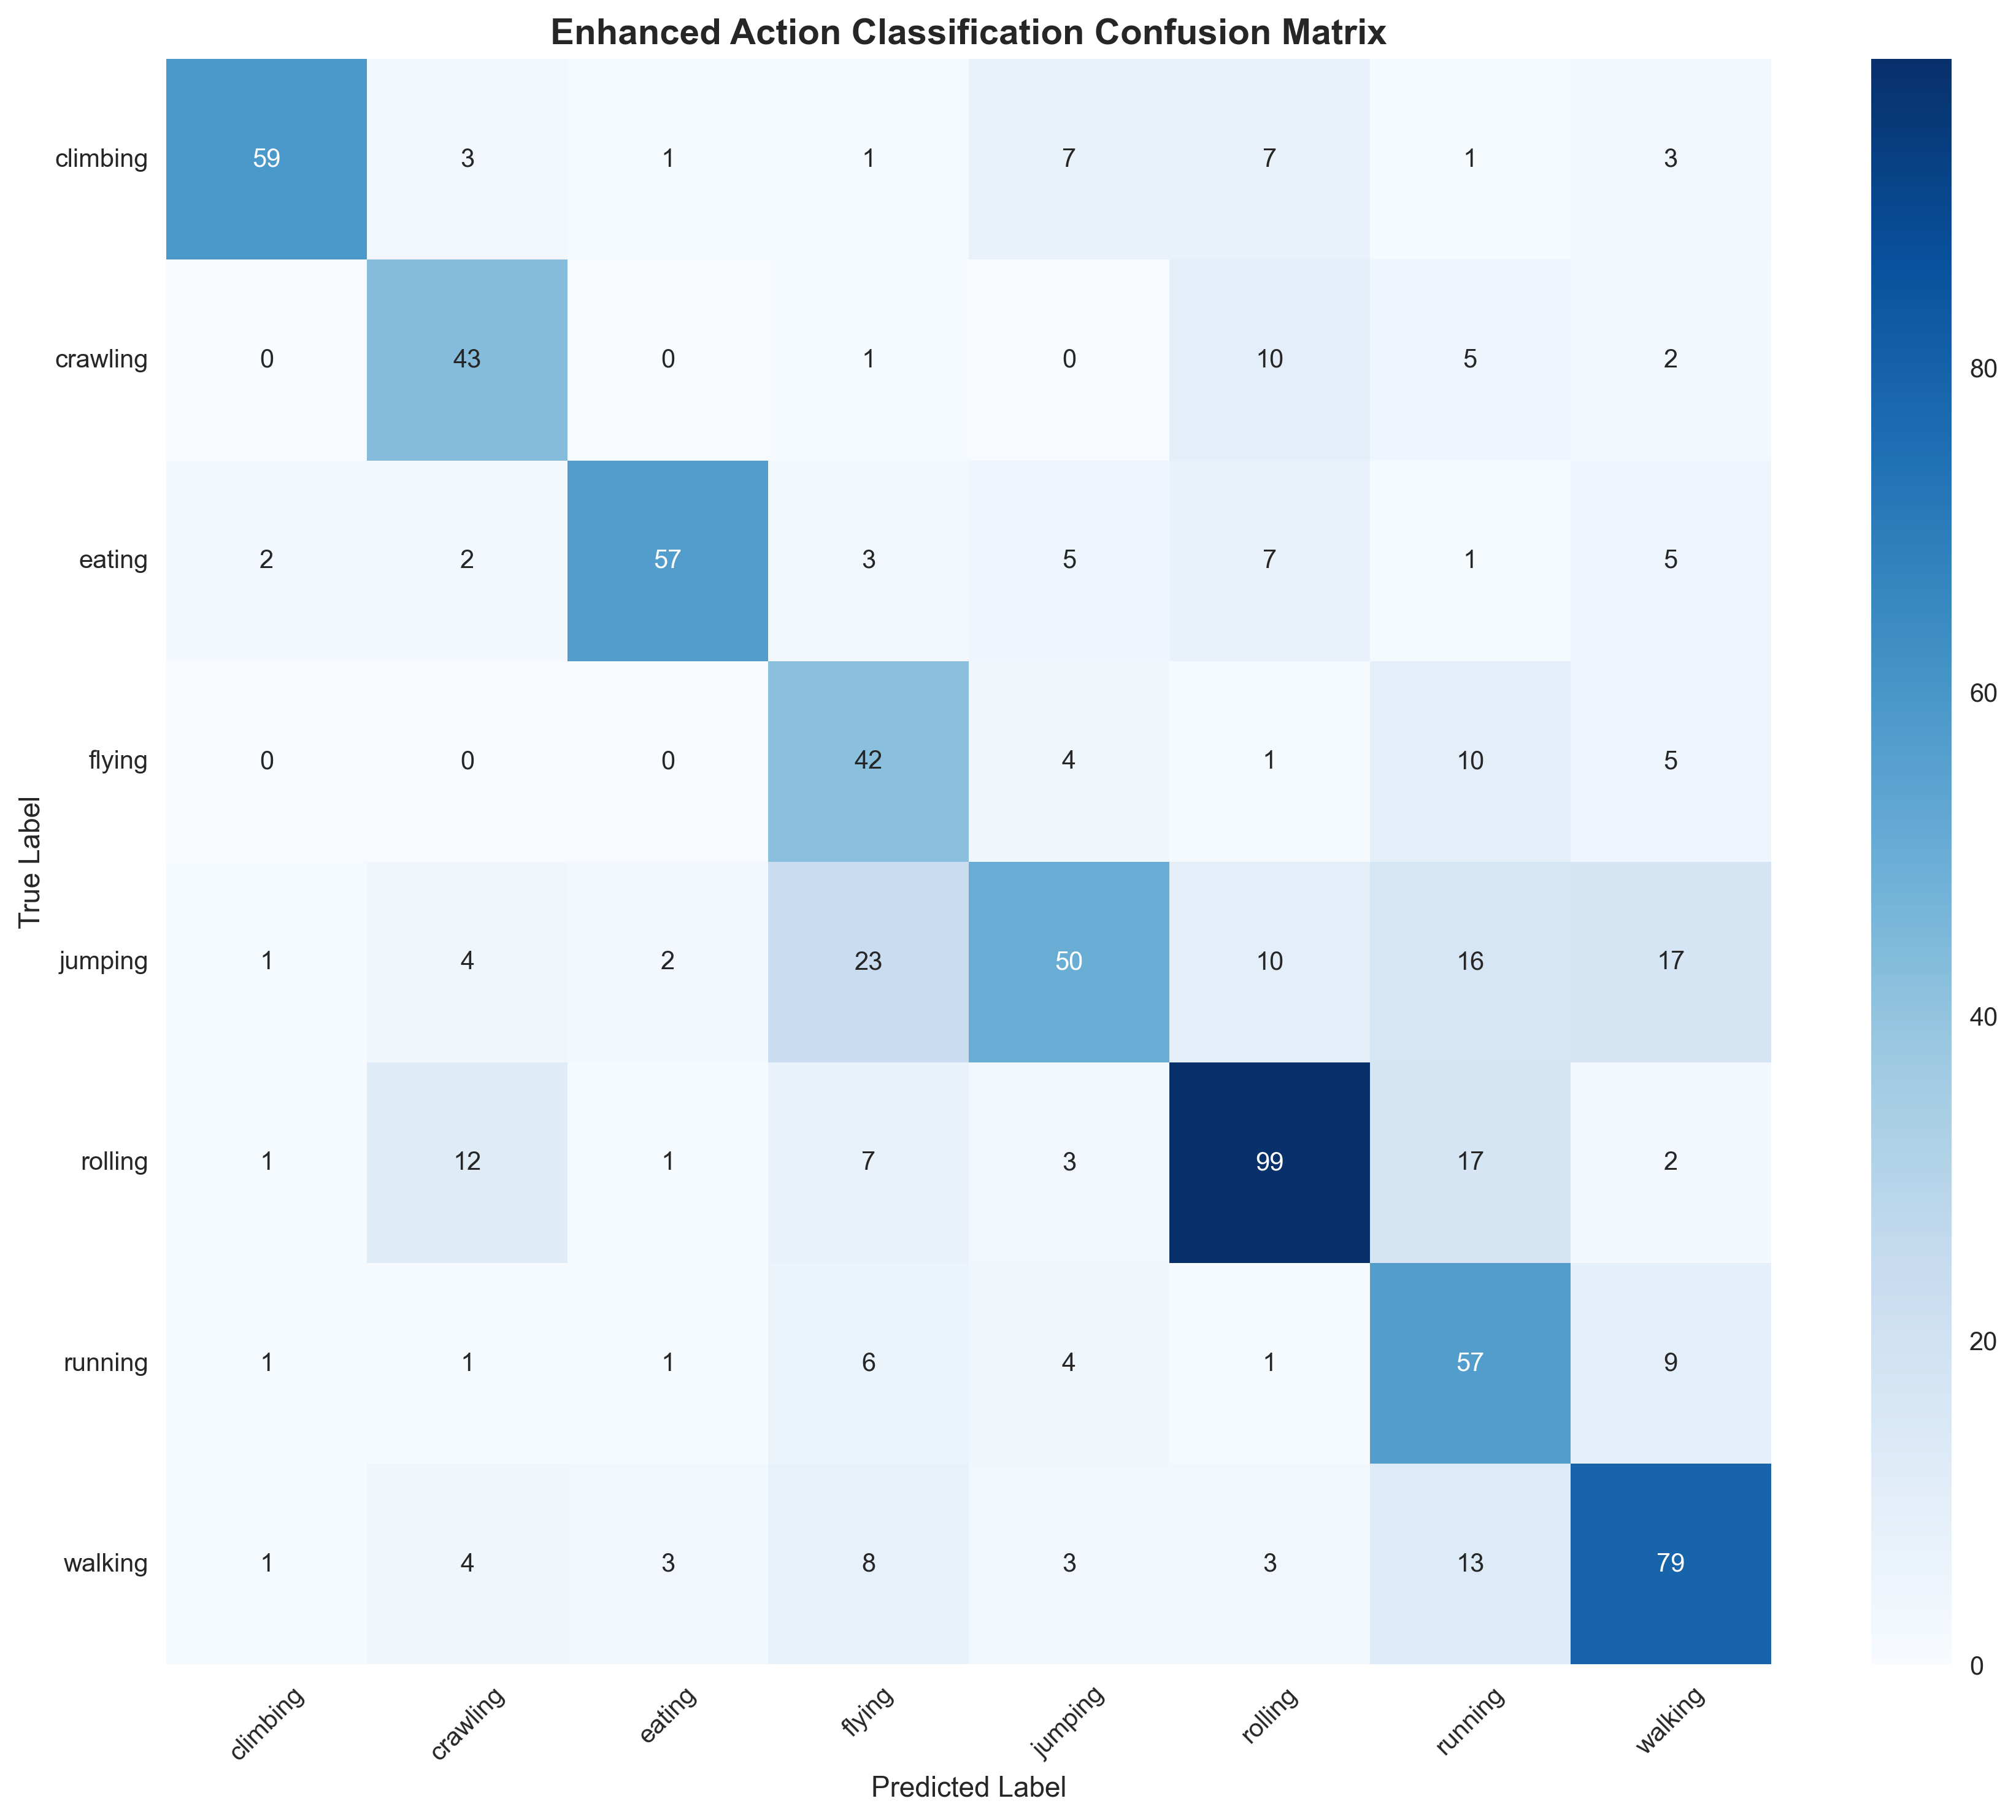 Enhanced Action Classification Confusion Matrix
True Label
climbing 59 3 1 1 7 7 1 3
crawling 0 43 0 1 0 10 5 2
eating 2 2 57 3 5 7 1 5
flying 0 0 0 42 4 1 10 5
jumping 1 4 2 23 50 10 16 17
rolling 1 12 1 7 3 99 17 2
running 1 1 1 6 4 1 57 9
walking 1 4 3 8 3 3 13 79
climbing crawling eating flying jumping rolling running walking
Predicted Label
80
60
40
20
0